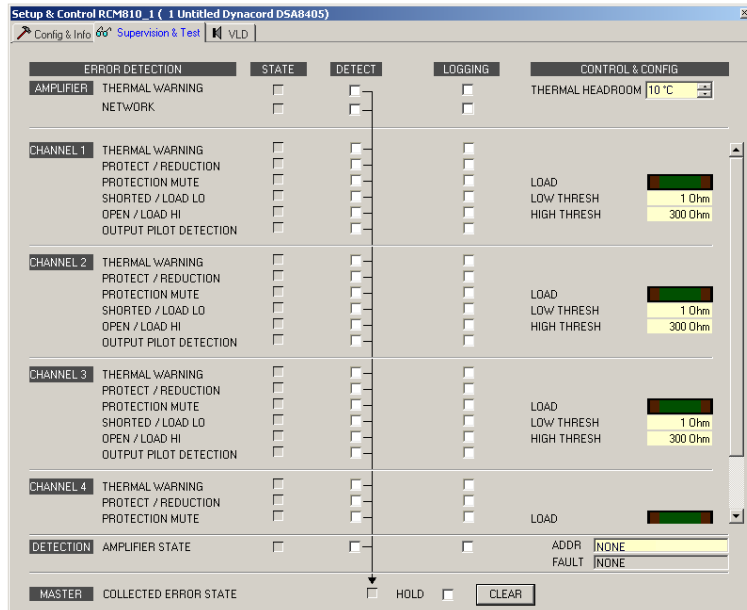 Setup & Control RCM810_1 ( 1 Untitled Dynacord DSA8405)
Config & Info Supervision & Test VLD
ERROR DETECTION STATE DETECT LOGGING CONTROL & CONFIG
AMPLIFIER THERMAL WARNING THERMAL HEADROOM 10 °C
NETWORK
CHANNEL 1 THERMAL WARNING
PROTECT / REDUCTION
PROTECTION MUTE LOAD
SHORTED / LOAD LO LOW THRESH 1 Ohm
OPEN / LOAD HI HIGH THRESH 300 Ohm
OUTPUT PILOT DETECTION
CHANNEL 2 THERMAL WARNING
PROTECT / REDUCTION
PROTECTION MUTE LOAD
SHORTED / LOAD LO LOW THRESH 1 Ohm
OPEN / LOAD HI HIGH THRESH 300 Ohm
OUTPUT PILOT DETECTION
CHANNEL 3 THERMAL WARNING
PROTECT / REDUCTION
PROTECTION MUTE LOAD
SHORTED / LOAD LO LOW THRESH 1 Ohm
OPEN / LOAD HI HIGH THRESH 300 Ohm
OUTPUT PILOT DETECTION
CHANNEL 4 THERMAL WARNING
PROTECT / REDUCTION
PROTECTION MUTE LOAD
DETECTION AMPLIFIER STATE ADDR NONE
FAULT NONE
MASTER COLLECTED ERROR STATE HOLD CLEAR